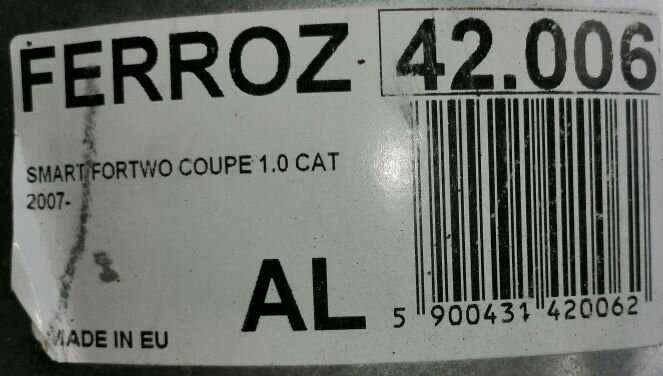 FERROZ 42.006
SMART FORTWO COUPE 1.0 CAT
2007-
AL
5 900431 420062
MADE IN EU